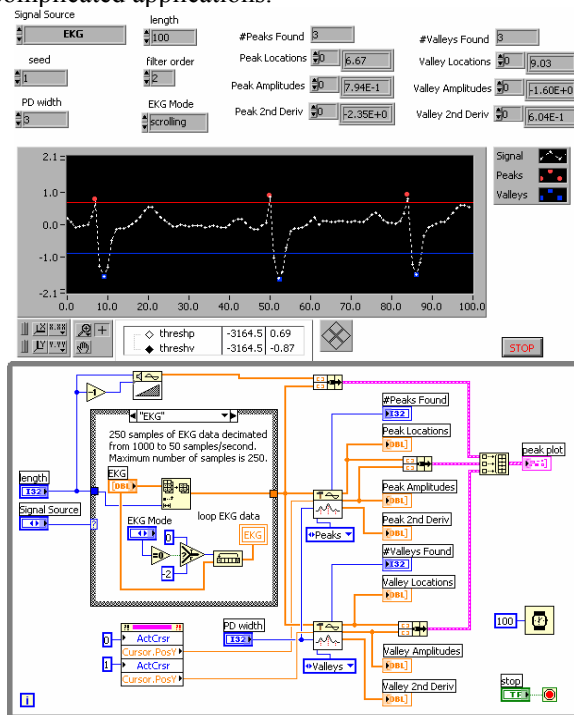 complicated applications.
Signal Source
EKG
length
100
#Peaks Found 3
#Valleys Found 3
seed
1
filter order
2
Peak Locations 0 6.67
Valley Locations 0 9.03
Peak Amplitudes 0 7.94E-1
Valley Amplitudes 0 -1.60E+0
PD width
3
EKG Mode
scrolling
Peak 2nd Deriv 0 -2.35E+0
Valley 2nd Deriv 0 6.04E-1
2.1
1.0
0.0
-1.0
-2.1
0.0 10.0 20.0 30.0 40.0 50.0 60.0 70.0 80.0 90.0 100.0
Signal
Peaks
Valleys
X X.XX
Y Y.YY
threshp -3164.5 0.69
threshv -3164.5 -0.87
STOP
-1
"EKG"
250 samples of EKG data decimated
from 1000 to 50 samples/second.
Maximum number of samples is 250.
EKG
DBL
length
I32
Signal Source
?
EKG Mode
0
=0
?
-2
loop EKG data
EKG
#Peaks Found
I32
Peak Locations
DBL
Peak Amplitudes
DBL
Peak 2nd Deriv
DBL
Peaks
peak plot
#Valleys Found
I32
Valley Locations
DBL
PD width
I32
Valleys
Valley Amplitudes
DBL
Valley 2nd Deriv
DBL
0
ActCrsr
Cursor.PosY
1
ActCrsr
Cursor.PosY
100
stop
TF
i